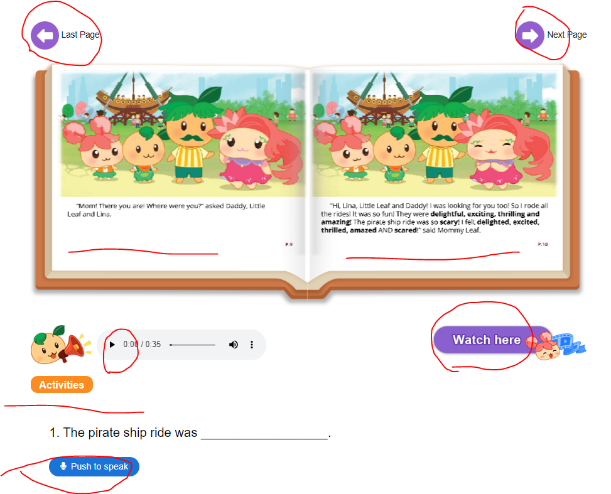 Last Page
Next Page
"Mom! There you are! Where were you?" asked Daddy, Little
Leaf and Lina.
P.9
"Hi, Lina, Little Leaf and Daddy! I was looking for you too! So I rode all
the rides! It was so fun! They were delightful, exciting, thrilling and
amazing! The pirate ship ride was so scary! I felt delighted, excited,
thrilled, amazed AND scared!" said Mommy Leaf.
P.10
0:00 / 0:35
Watch here
Activities
1. The pirate ship ride was ____________________.
Push to speak